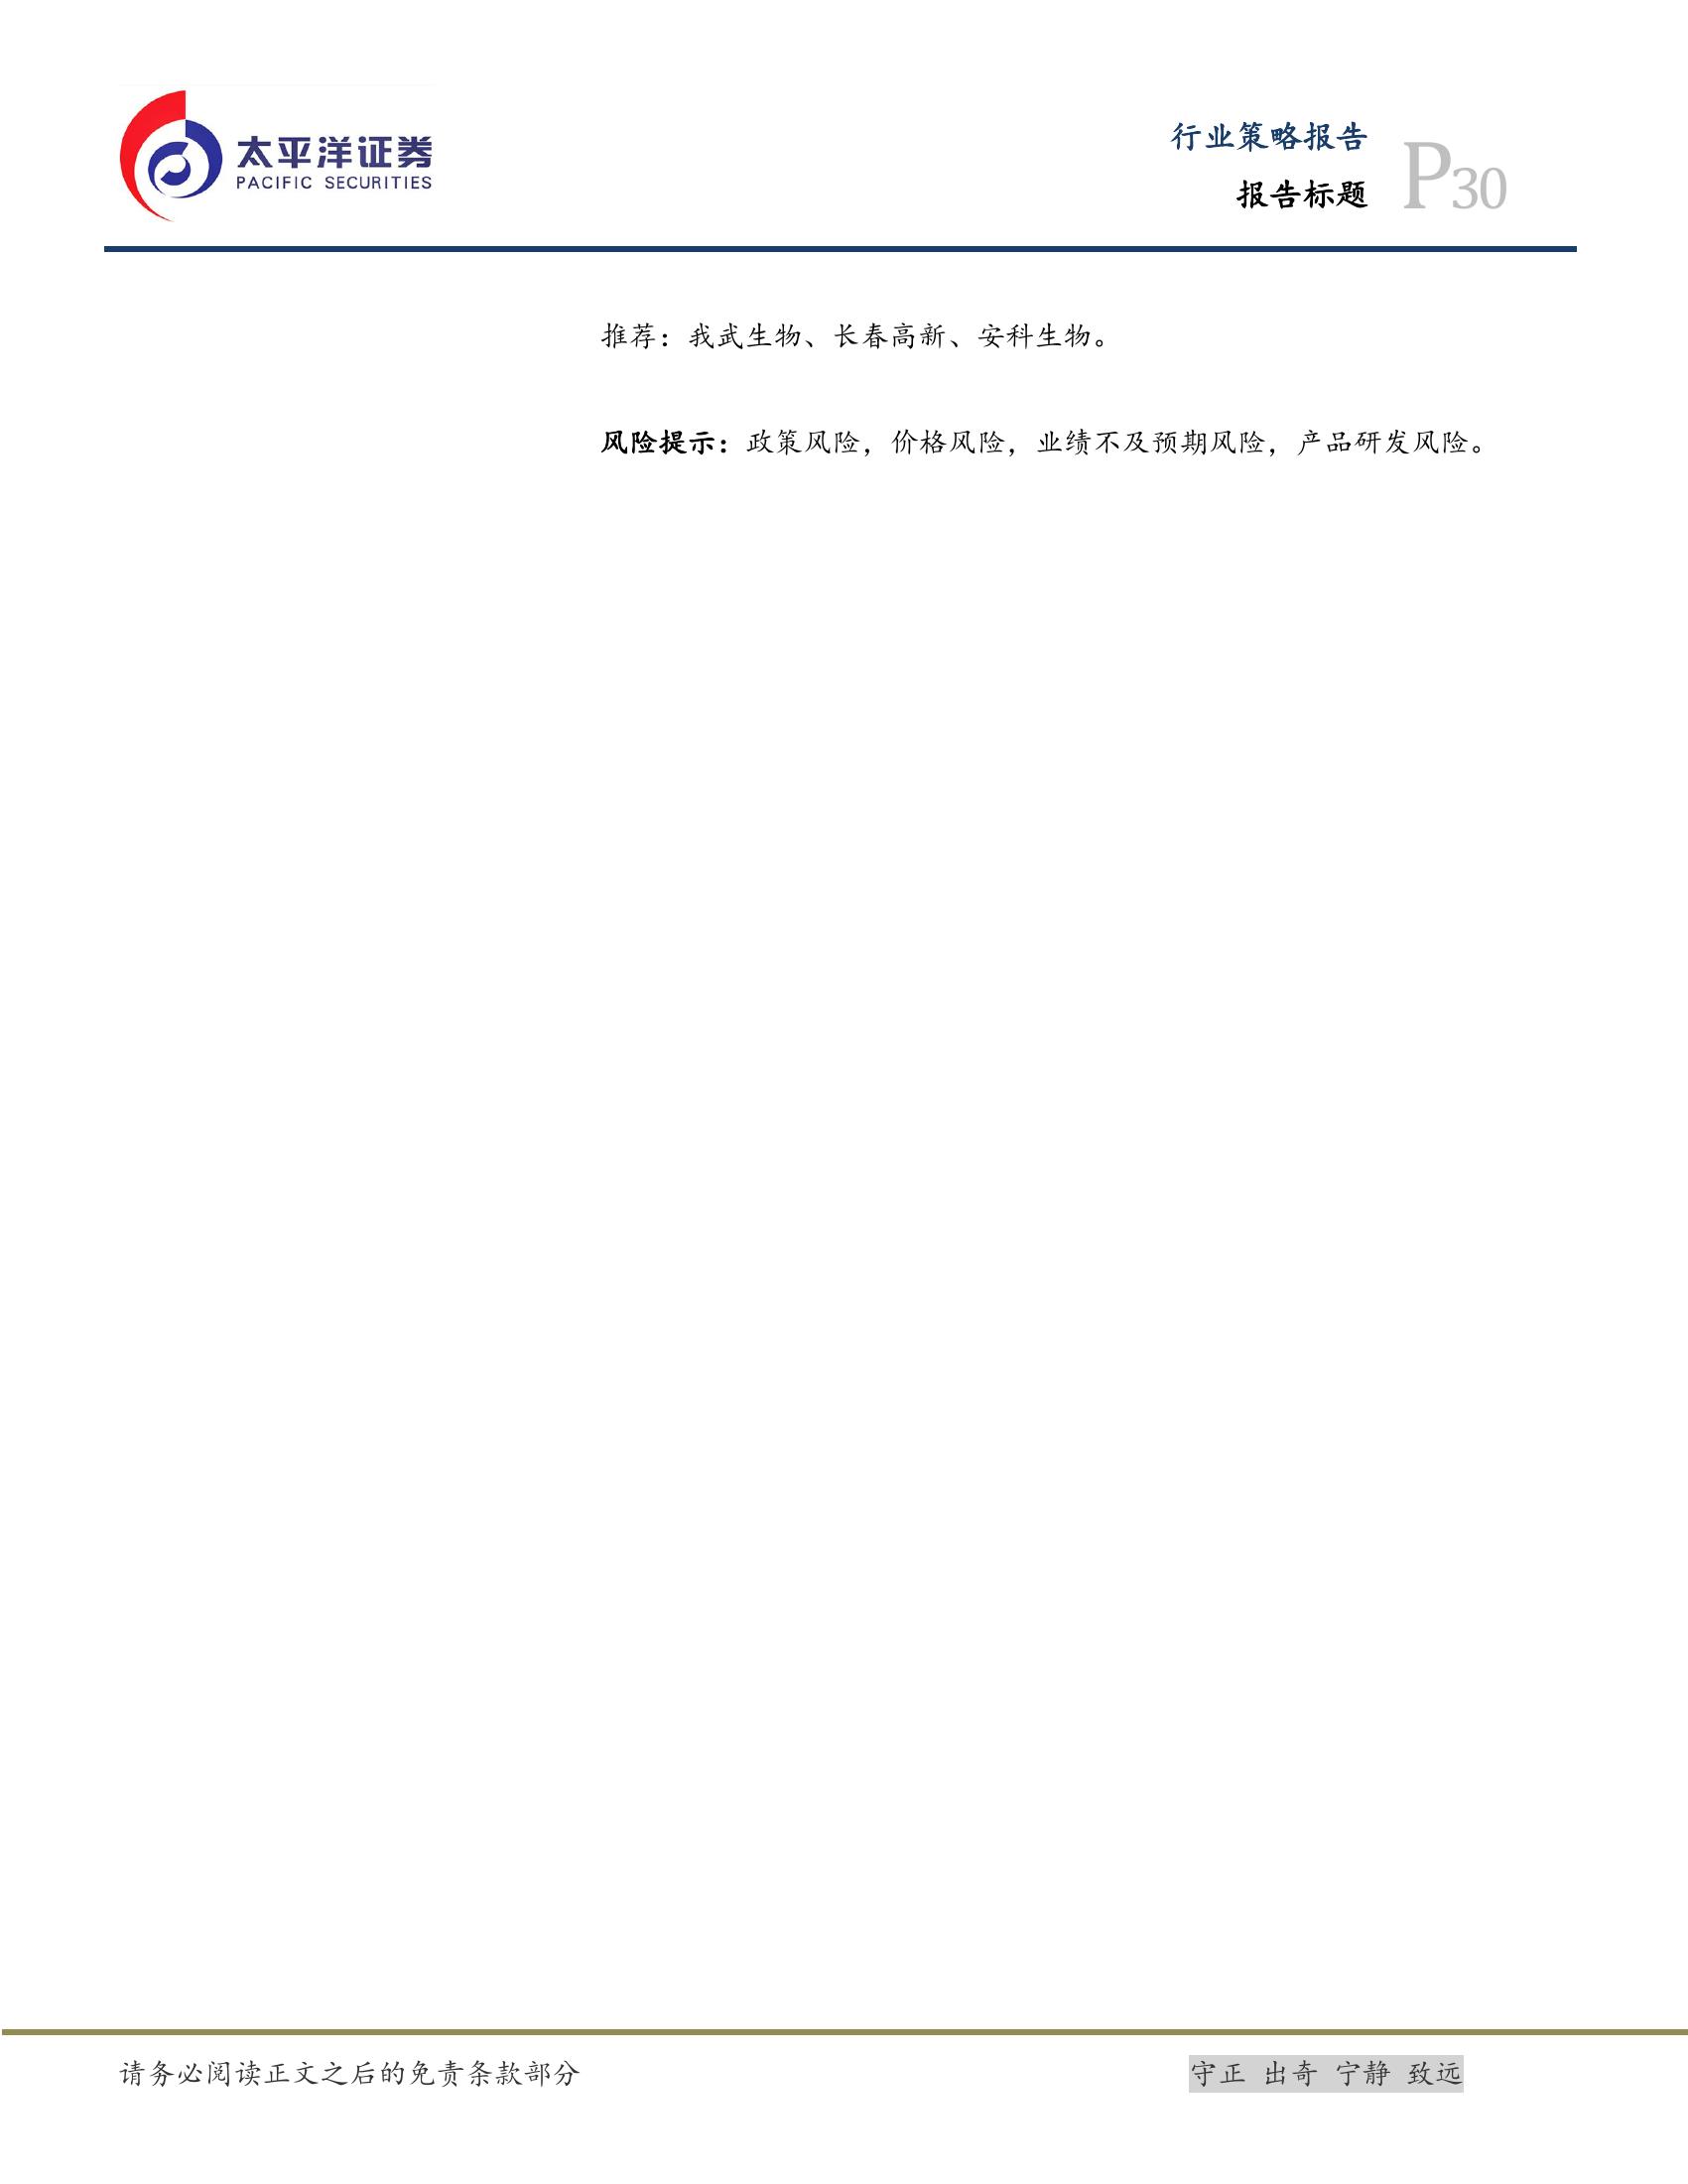 太平洋证券
PACIFIC SECURITIES
行业策略报告
报告标题
P30
推荐：我武生物、长春高新、安科生物。
风险提示：政策风险，价格风险，业绩不及预期风险，产品研发风险。
请务必阅读正文之后的免责条款部分
守正 出奇 宁静 致远